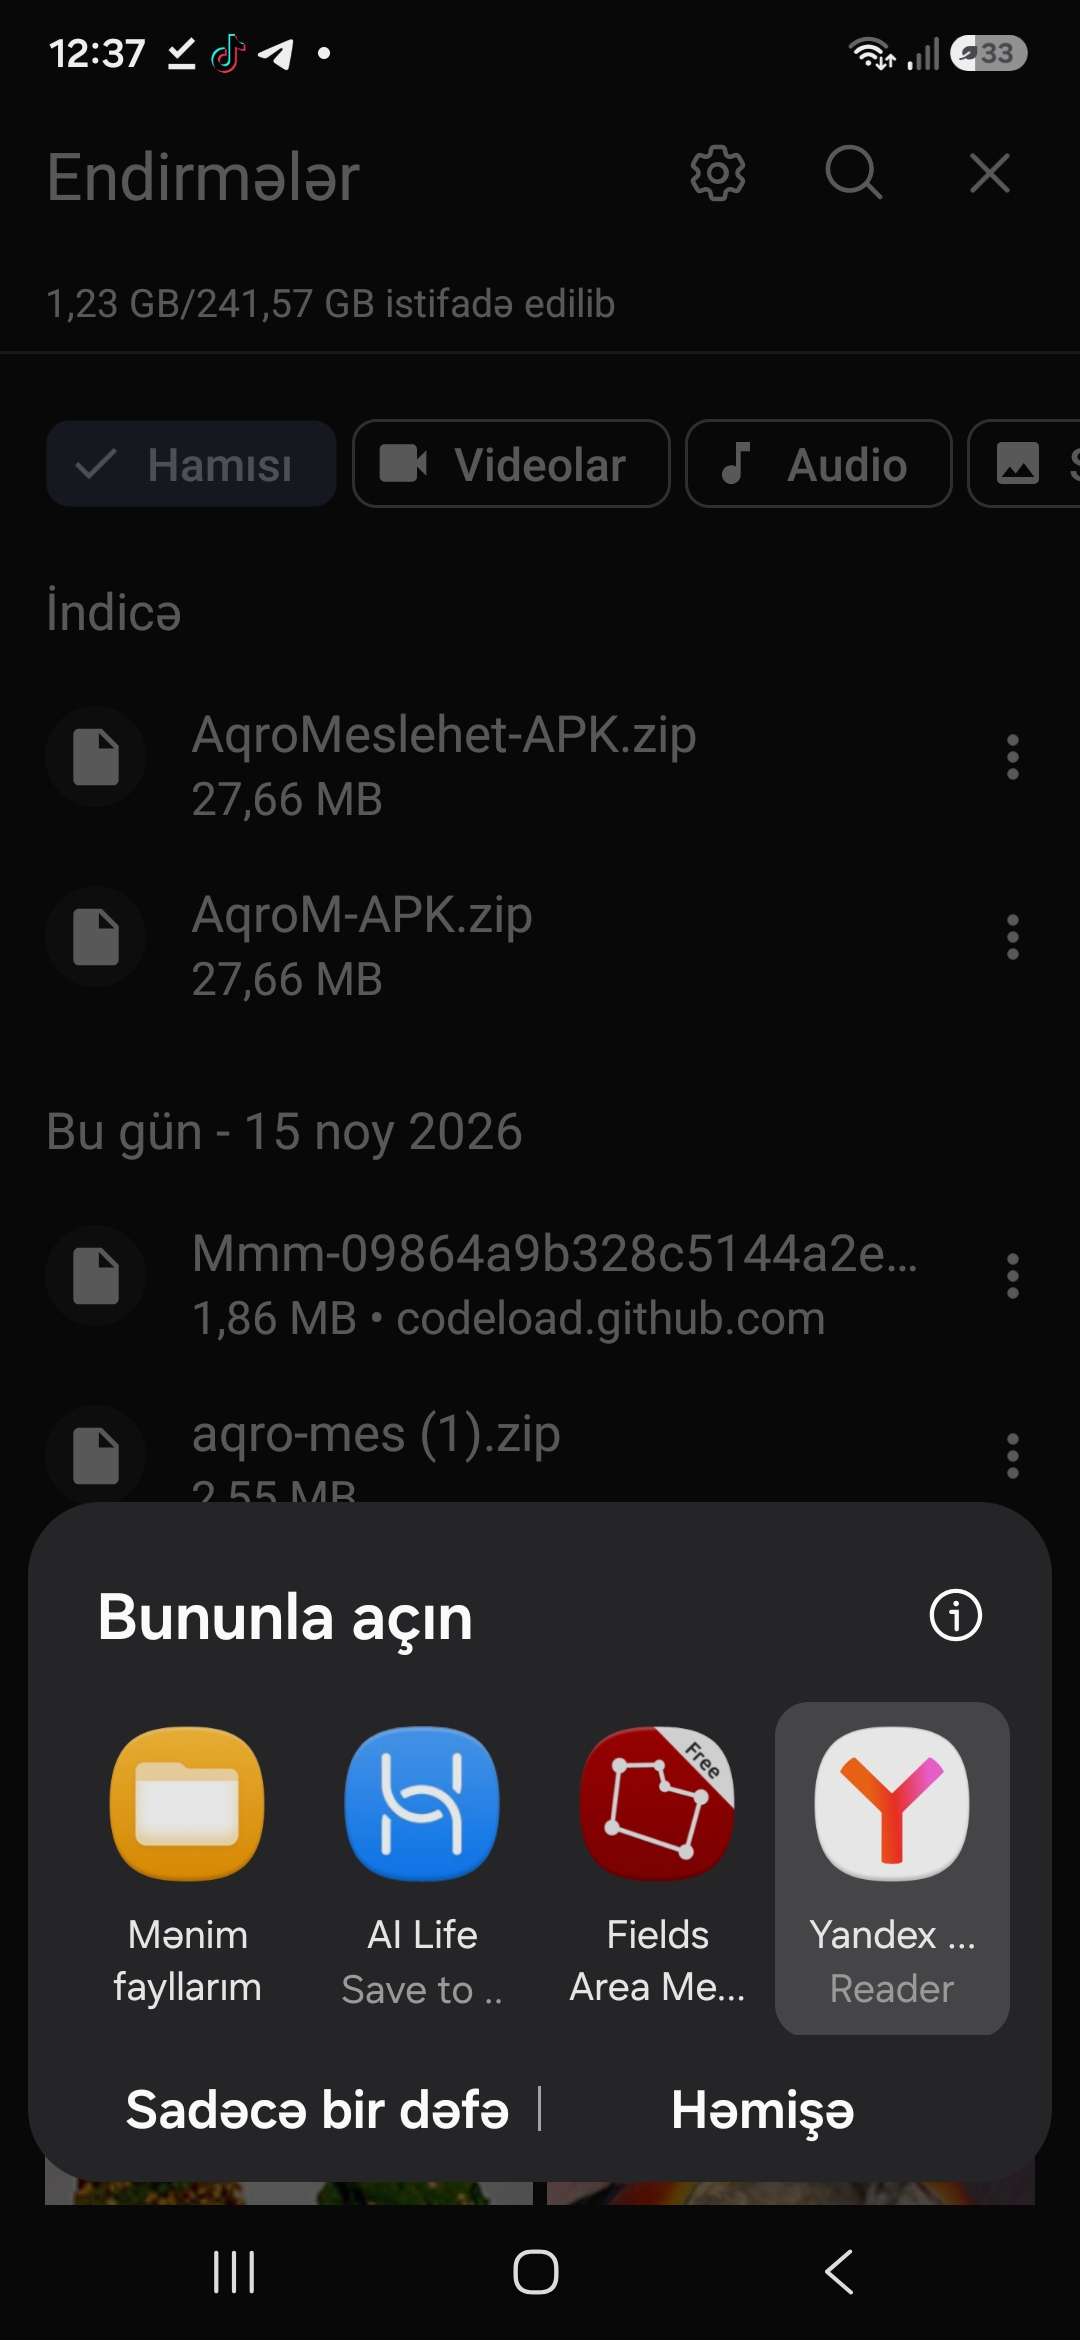 12:37
33
Endirmələr
1,23 GB/241,57 GB istifadə edilib
Hamısı
Videolar
Audio
İndicə
AqroMeslehet-APK.zip
27,66 MB
AqroM-APK.zip
27,66 MB
Bu gün - 15 noy 2026
Mmm-09864a9b328c5144a2e...
1,86 MB • codeload.github.com
aqro-mes (1).zip
2,55 MB
Bununla açın
Free
Mənim
fayllarım
AI Life
Save to ..
Fields
Area Me...
Yandex ...
Reader
Sadəcə bir dəfə
Həmişə